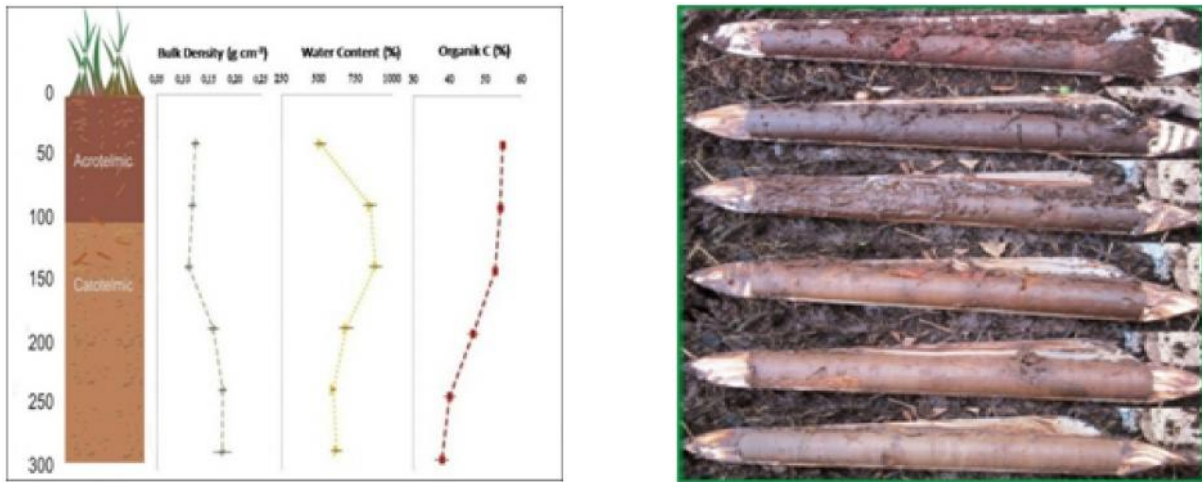 Bulk Density (g cm⁻³)
Water Content (%)
Organik C (%)
0,05 0,10 0,15 0,20 0,25
250 500 750 1000
30 40 50 60
0
50
Acrotelmic
100
150
Catotelmic
200
250
300